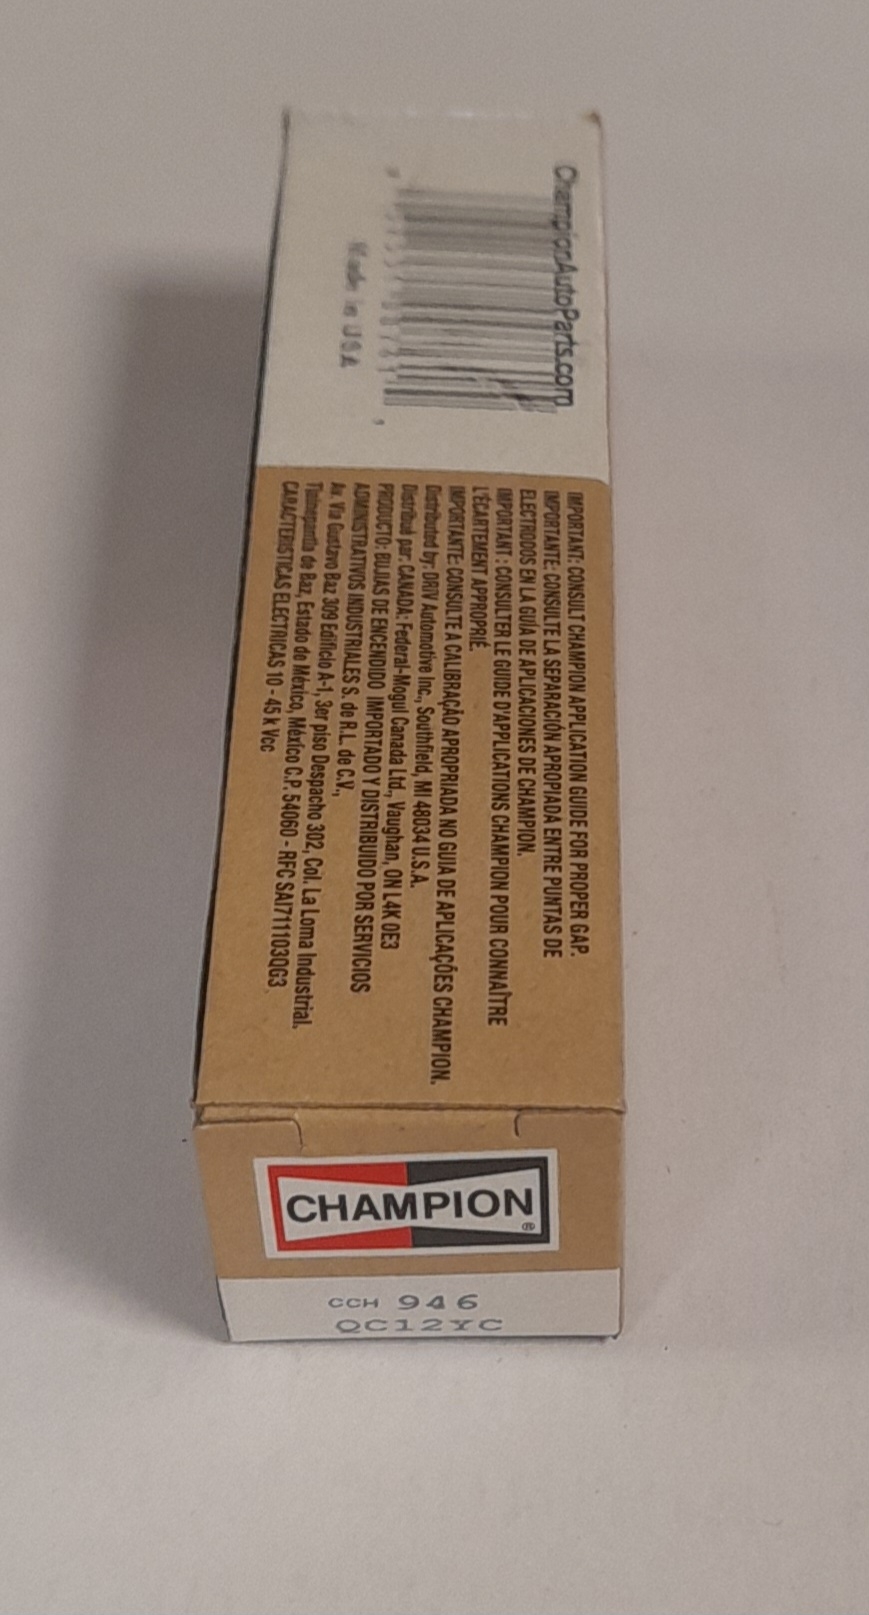 ChampionAutoParts.com
Made in USA
IMPORTANT: CONSULT CHAMPION APPLICATION GUIDE FOR PROPER GAP.
IMPORTANTE: CONSULTE LA SEPARACIÓN APROPIADA ENTRE PUNTAS DE
ELECTRODOS EN LA GUÍA DE APLICACIONES DE CHAMPION.
IMPORTANT : CONSULTER LE GUIDE D'APPLICATIONS CHAMPION POUR CONNAÎTRE
L'ÉCARTEMENT APPROPRIÉ.
IMPORTANTE: CONSULTE A CALIBRAÇÃO APROPRIADA NO GUIA DE APLICAÇÕES CHAMPION.
Distributed by: DRiV Automotive Inc., Southfield, MI 48034 U.S.A.
Distribué par: CANADA: Federal-Mogul Canada Ltd., Vaughan, ON L4K 0E3
PRODUCTO: BUJIAS DE ENCENDIDO IMPORTADO Y DISTRIBUIDO POR SERVICIOS
ADMINISTRATIVOS INDUSTRIALES S. de R.L. de C.V.,
Av. Vía Gustavo Baz 309 Edificio A-1, 3er piso Despacho 302, Col. La Loma Industrial,
Tlalnepantla de Baz, Estado de México, México C.P. 54060 - RFC SAI711103QG3
CARACTERISTICAS ELECTRICAS 10 - 45 k Vcc
CHAMPION®
CCH 946
QC12YC